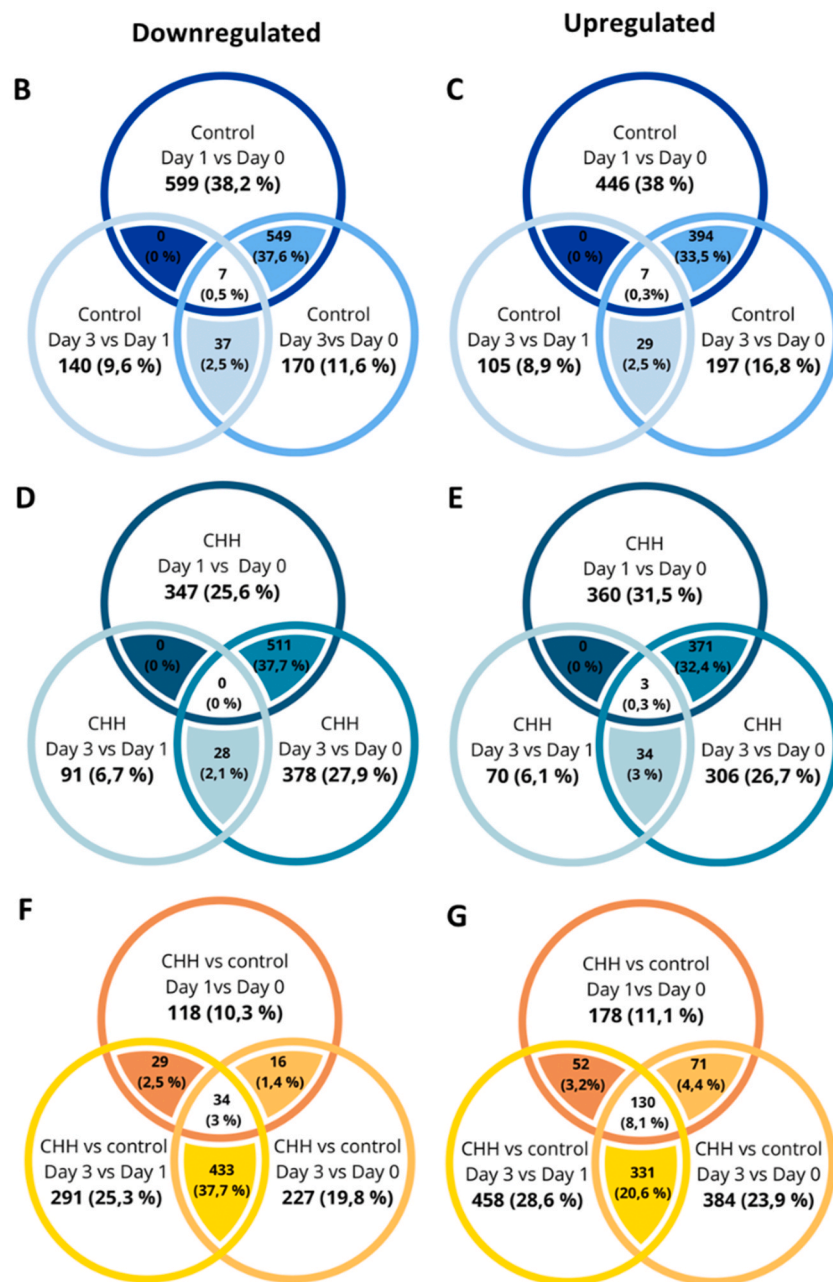 Downregulated
Upregulated
B
Control
Day 1 vs Day 0
599 (38,2 %)
0
(0 %)
549
(37,6 %)
7
(0,5 %)
Control
Day 3 vs Day 1
140 (9,6 %)
37
(2,5 %)
Control
Day 3vs Day 0
170 (11,6 %)
C
Control
Day 1 vs Day 0
446 (38 %)
0
(0 %)
394
(33,5 %)
7
(0,3%)
Control
Day 3 vs Day 1
105 (8,9 %)
29
(2,5 %)
Control
Day 3 vs Day 0
197 (16,8 %)
D
CHH
Day 1 vs Day 0
347 (25,6 %)
0
(0 %)
511
(37,7 %)
0
(0 %)
CHH
Day 3 vs Day 1
91 (6,7 %)
28
(2,1 %)
CHH
Day 3 vs Day 0
378 (27,9 %)
E
CHH
Day 1 vs Day 0
360 (31,5 %)
0
(0 %)
371
(32,4 %)
3
(0,3 %)
CHH
Day 3 vs Day 1
70 (6,1 %)
34
(3 %)
CHH
Day 3 vs Day 0
306 (26,7 %)
F
CHH vs control
Day 1vs Day 0
118 (10,3 %)
29
(2,5 %)
16
(1,4 %)
34
(3 %)
CHH vs control
Day 3 vs Day 1
291 (25,3 %)
433
(37,7 %)
CHH vs control
Day 3 vs Day 0
227 (19,8 %)
G
CHH vs control
Day 1vs Day 0
178 (11,1 %)
52
(3,2%)
71
(4,4 %)
130
(8,1 %)
CHH vs control
Day 3 vs Day 1
458 (28,6 %)
331
(20,6 %)
CHH vs control
Day 3 vs Day 0
384 (23,9 %)